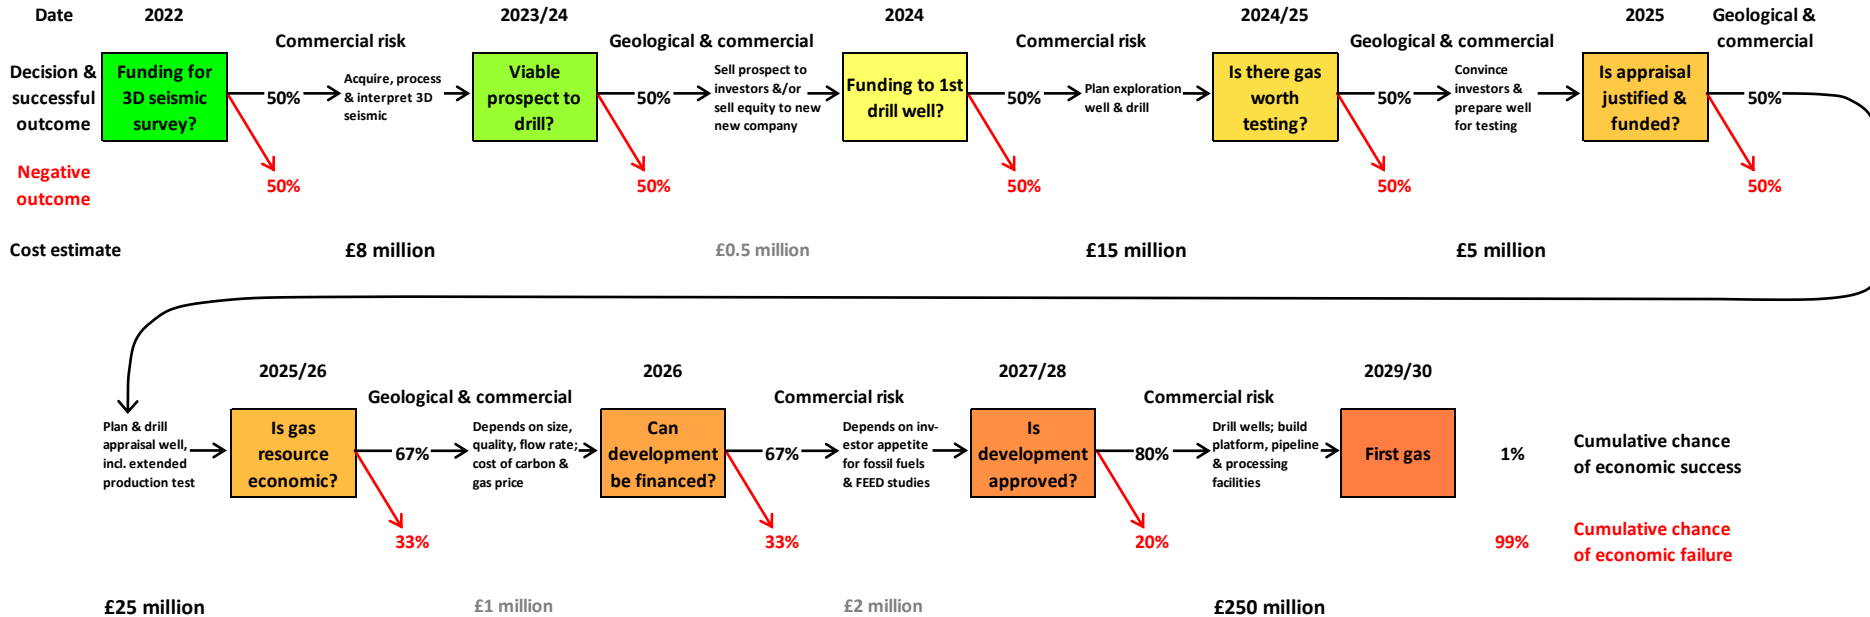 Date
2022
2023/24
2024
2024/25
2025
Geological &
commercial
Commercial risk
Geological & commercial
Commercial risk
Geological & commercial
Decision &
successful
outcome
Funding for
3D seismic
survey?
50%
Acquire, process
& interpret 3D
seismic
Viable
prospect to
drill?
50%
Sell prospect to
investors &/or
sell equity to new
new company
Funding to 1st
drill well?
50%
Plan exploration
well & drill
Is there gas
worth
testing?
50%
Convince
investors &
prepare well
for testing
Is appraisal
justified &
funded?
50%
Negative
outcome
50%
50%
50%
50%
50%
Cost estimate
£8 million
£0.5 million
£15 million
£5 million
2025/26
2026
2027/28
2029/30
Geological & commercial
Commercial risk
Commercial risk
Plan & drill
appraisal well,
incl. extended
production test
Is gas
resource
economic?
67%
Depends on size,
quality, flow rate;
cost of carbon &
gas price
Can
development
be financed?
67%
Depends on inv-
estor appetite
for fossil fuels
& FEED studies
Is
development
approved?
80%
Drill wells; build
platform, pipeline
& processing
facilities
First gas
1%
Cumulative chance
of economic success
33%
33%
20%
99%
Cumulative chance
of economic failure
£25 million
£1 million
£2 million
£250 million